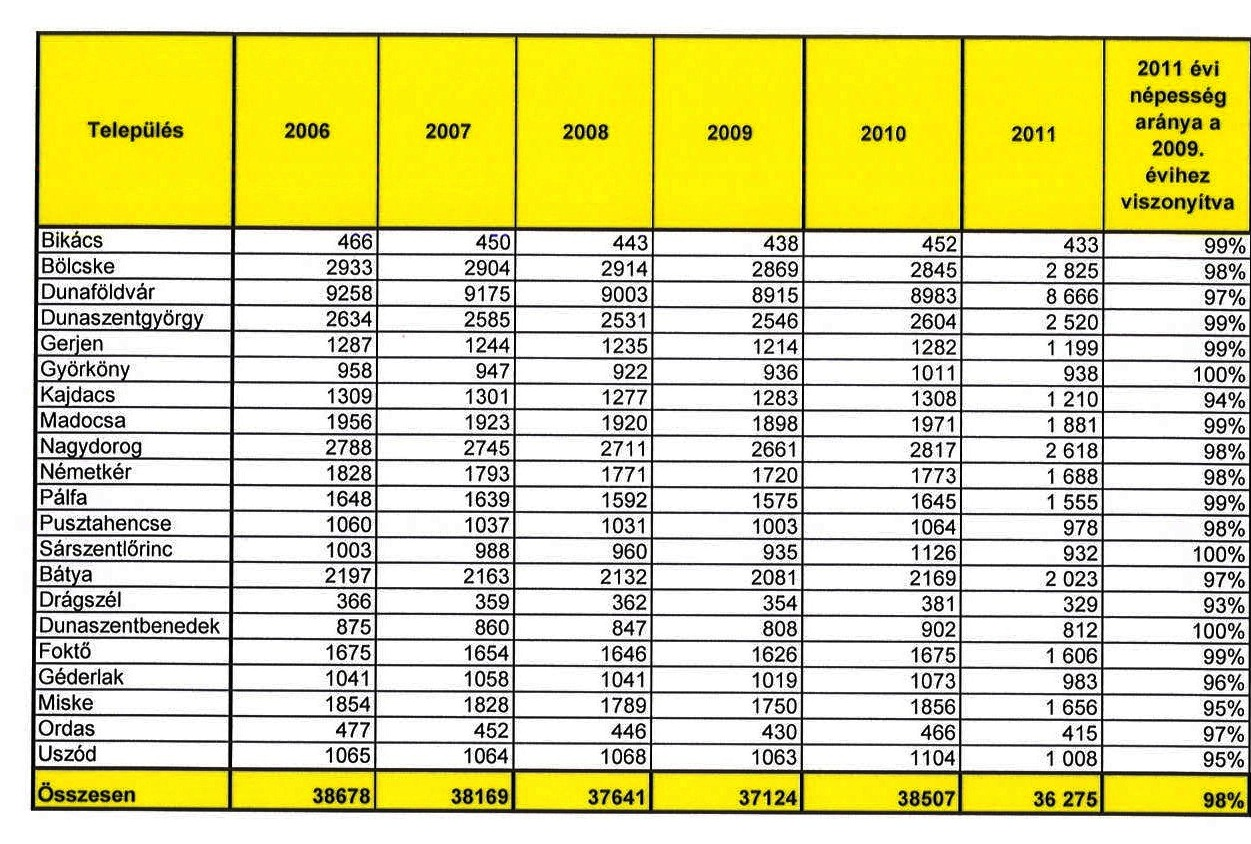 Település 2006 2007 2008 2009 2010 2011 2011 évi
népesség
aránya a
2009.
évihez
viszonyítva
Bikács 466 450 443 438 452 433 99%
Bölcske 2933 2904 2914 2869 2845 2 825 98%
Dunaföldvár 9258 9175 9003 8915 8983 8 666 97%
Dunaszentgyörgy 2634 2585 2531 2546 2604 2 520 99%
Gerjen 1287 1244 1235 1214 1282 1 199 99%
Györköny 958 947 922 936 1011 938 100%
Kajdacs 1309 1301 1277 1283 1308 1 210 94%
Madocsa 1956 1923 1920 1898 1971 1 881 99%
Nagydorog 2788 2745 2711 2661 2817 2 618 98%
Németkér 1828 1793 1771 1720 1773 1 688 98%
Pálfa 1648 1639 1592 1575 1645 1 555 99%
Pusztahencse 1060 1037 1031 1003 1064 978 98%
Sárszentlőrinc 1003 988 960 935 1126 932 100%
Bátya 2197 2163 2132 2081 2169 2 023 97%
Drágszél 366 359 362 354 381 329 93%
Dunaszentbenedek 875 860 847 808 902 812 100%
Foktő 1675 1654 1646 1626 1675 1 606 99%
Géderlak 1041 1058 1041 1019 1073 983 96%
Miske 1854 1828 1789 1750 1856 1 656 95%
Ordas 477 452 446 430 466 415 97%
Uszód 1065 1064 1068 1063 1104 1 008 95%
Összesen 38678 38169 37641 37124 38507 36 275 98%